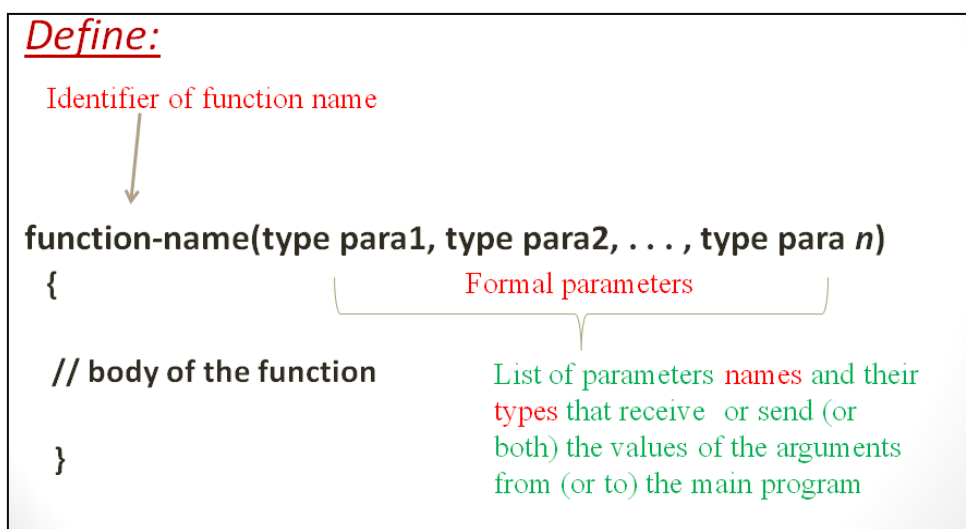 Define:
Identifier of function name
function-name(type para1, type para2, . . . , type para n)
{
Formal parameters
// body of the function
List of parameters names and their
types that receive or send (or
both) the values of the arguments
from (or to) the main program
}